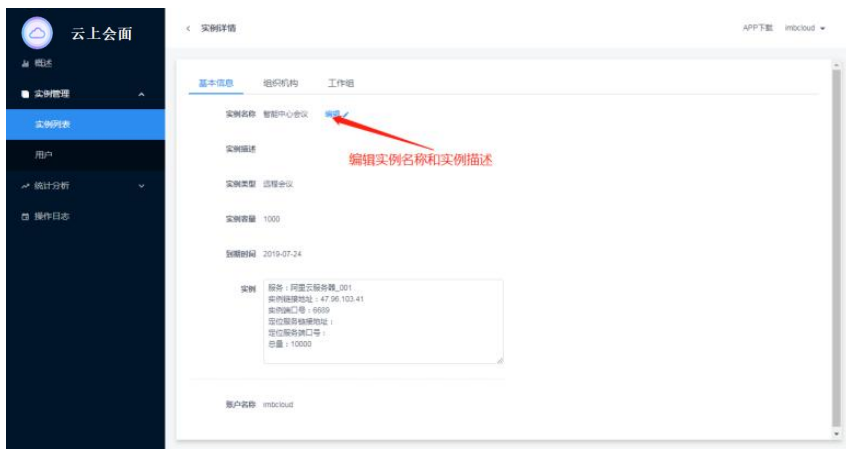 云上会面
概述
实例管理
实例列表
用户
统计分析
操作日志
< 实例详情
APP下载 imbcloud
基本信息 组织机构 工作组
实例名称 智能中心会议 编辑
编辑实例名称和实例描述
实例描述
实例类型 远程会议
实例容量 1000
到期时间 2019-07-24
实例 服务：阿里云服务器_001
实例链接地址：47.96.103.41
实例端口号：6689
定位服务链接地址：
定位服务端口号：
总量：10000
账户名称 imbcloud